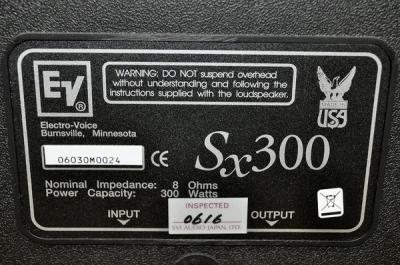 EV®
WARNING: DO NOT suspend overhead
without understanding and following the
instructions supplied with the loudspeaker.
MADE IN
USA
Electro-Voice
Burnsville, Minnesota
06030M0024 CE
Sx300
Nominal Impedance: 8 Ohms
Power Capacity: 300 Watts
INPUT
INSPECTED
0616
EVI AUDIO JAPAN, LTD.
OUTPUT